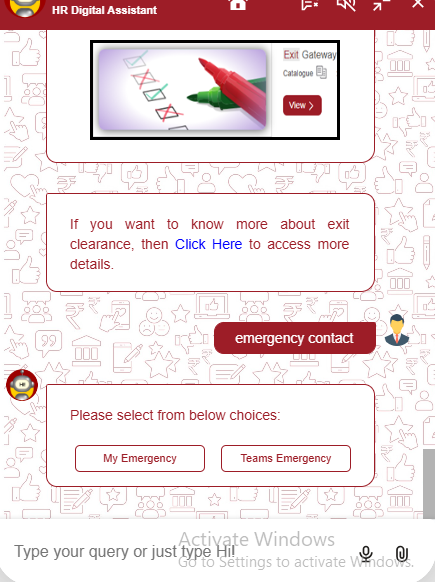 HR Digital Assistant
Exit Gateway
Catalogue
View >
If you want to know more about exit
clearance, then Click Here to access more
details.
emergency contact
Please select from below choices:
My Emergency
Teams Emergency
Activate Windows
Type your query or just type Hi!
Go to Settings to activate Windows.